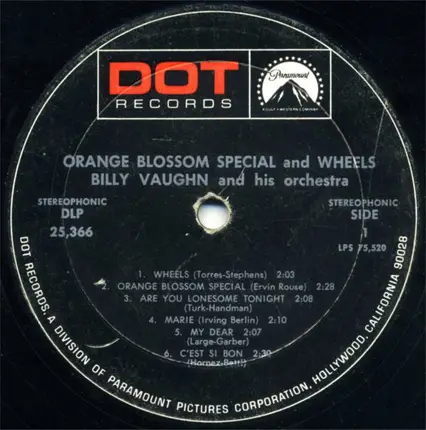 DOT
RECORDS
Paramount
A GULF + WESTERN COMPANY
ORANGE BLOSSOM SPECIAL and WHEELS
BILLY VAUGHN and his orchestra
STEREOPHONIC
DLP
25,366
STEREOPHONIC
SIDE
1
LPS 75,520
1. WHEELS (Torres-Stephens) 2:03
2. ORANGE BLOSSOM SPECIAL (Ervin Rouse) 2:28
3. ARE YOU LONESOME TONIGHT 2:08
(Turk-Handman)
4. MARIE (Irving Berlin) 2:10
5. MY DEAR 2:07
(Large-Garber)
6. C'EST SI BON 2:30
(Hornez-Betti)
DOT RECORDS, A DIVISION OF PARAMOUNT PICTURES CORPORATION, HOLLYWOOD, CALIFORNIA 90028